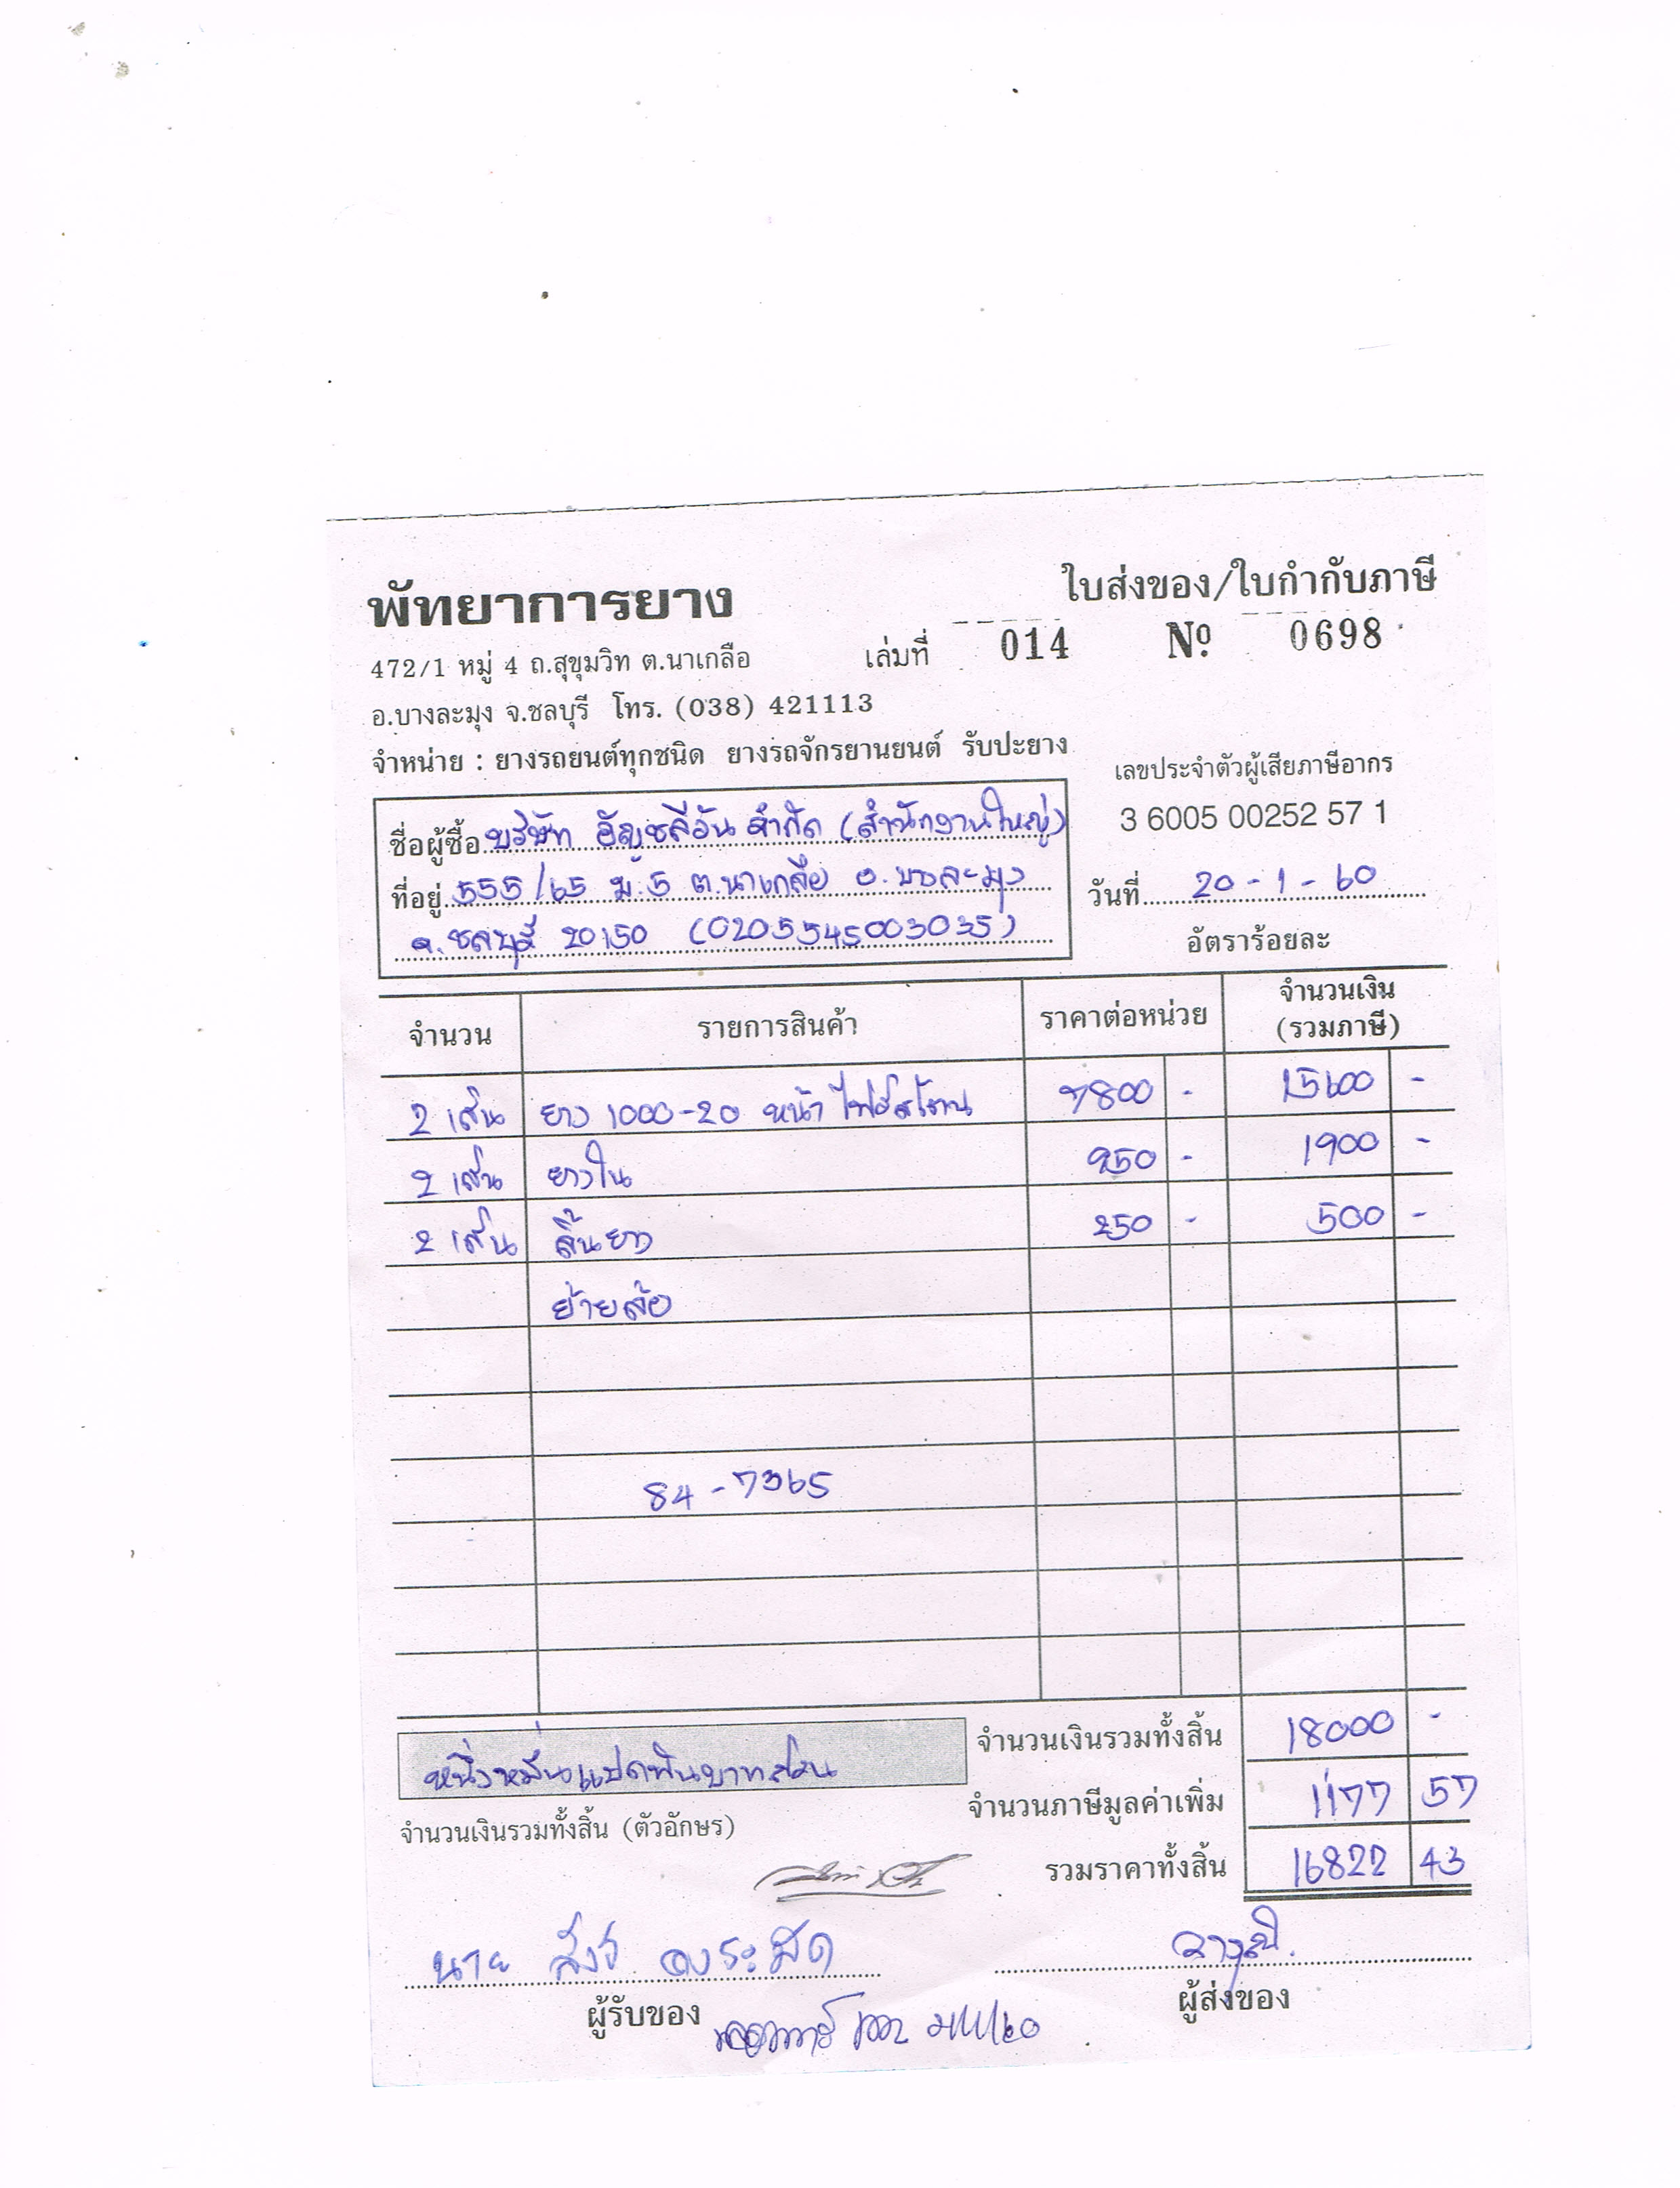 พัทยาการยาง
ใบส่งของ/ใบกำกับภาษี
472/1 หมู่ 4 ถ.สุขุมวิท ต.นาเกลือ
เล่มที่ 014 Nº 0698
อ.บางละมุง จ.ชลบุรี โทร. (038) 421113
จำหน่าย : ยางรถยนต์ทุกชนิด ยางรถจักรยานยนต์ รับปะยาง
เลขประจำตัวผู้เสียภาษีอากร
3 6005 00252 57 1
ชื่อผู้ซื้อ บริษัท อัญชลีอัน จำกัด (สำนักงานใหญ่)
ที่อยู่ 555/65 ม.5 ต.นาเกลือ อ.บางละมุง
จ.ชลบุรี 20150 (0205545003035)
วันที่ 20-1-60
อัตราร้อยละ
จำนวน รายการสินค้า ราคาต่อหน่วย จำนวนเงิน
(รวมภาษี)
2 เส้น ยาง 1000-20 หน้าไฟร์สโตน 7800 - 15600 -
2 เส้น ยางใน 950 - 1900 -
2 เส้น ลิ้นยาง 250 - 500 -
ย้ายล้อ
84-7365
หนึ่งหมื่นแปดพันบาทถ้วน
จำนวนเงินรวมทั้งสิ้น 18000 -
จำนวนภาษีมูลค่าเพิ่ม 1177 57
จำนวนเงินรวมทั้งสิ้น (ตัวอักษร)
รวมราคาทั้งสิ้น 16822 43
นาย
ผู้รับของ
ผู้ส่งของ